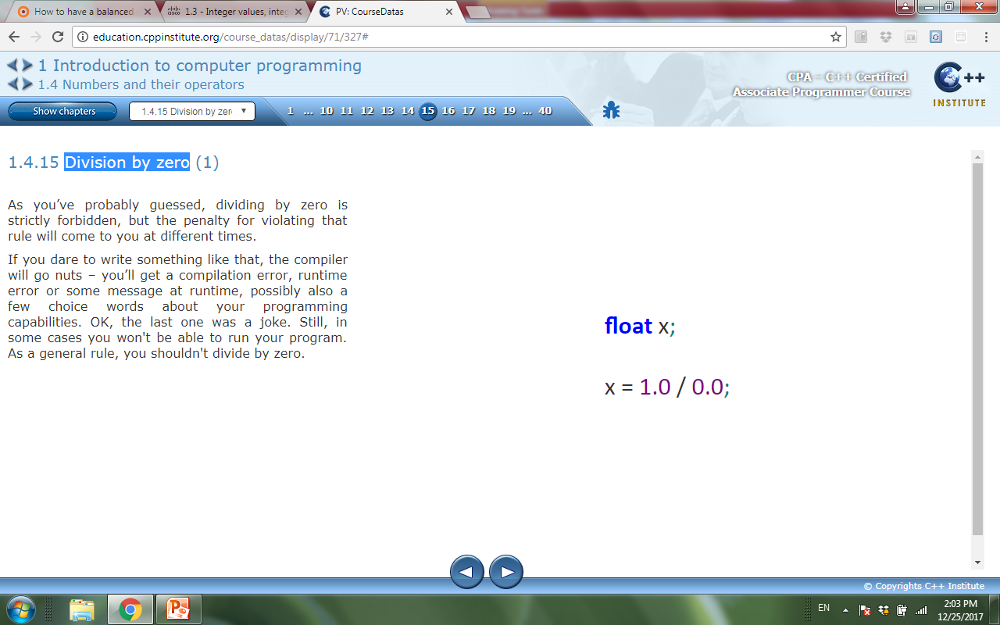 How to have a balanced
1.3 - Integer values, integ
PV: CourseDatas
education.cppinstitute.org/course_datas/display/71/327#
1 Introduction to computer programming
1.4 Numbers and their operators
CPA – C++ Certified
Associate Programmer Course
C++
INSTITUTE
Show chapters
1.4.15 Division by zer
1 ... 10 11 12 13 14 15 16 17 18 19 ... 40
1.4.15 Division by zero (1)
As you’ve probably guessed, dividing by zero is
strictly forbidden, but the penalty for violating that
rule will come to you at different times.
If you dare to write something like that, the compiler
will go nuts – you’ll get a compilation error, runtime
error or some message at runtime, possibly also a
few choice words about your programming
capabilities. OK, the last one was a joke. Still, in
some cases you won't be able to run your program.
As a general rule, you shouldn't divide by zero.
float x;
x = 1.0 / 0.0;
© Copyrights C++ Institute
EN
2:03 PM
12/25/2017